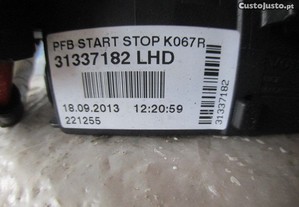 CustoJusto.pt
PFB START STOP K067R
31337182 LHD
18.09.2013 12:20:59
221255
31337182